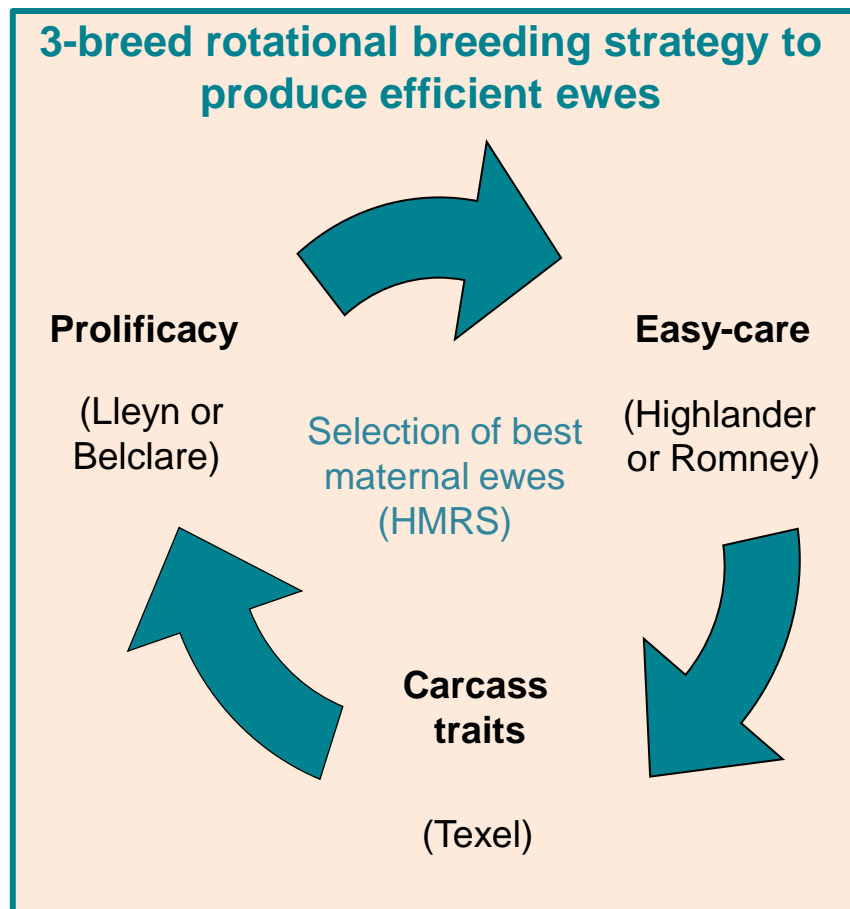 3-breed rotational breeding strategy to
produce efficient ewes
Prolificacy
(Lleyn or
Belclare)
Easy-care
(Highlander
or Romney)
Selection of best
maternal ewes
(HMRS)
Carcass
traits
(Texel)